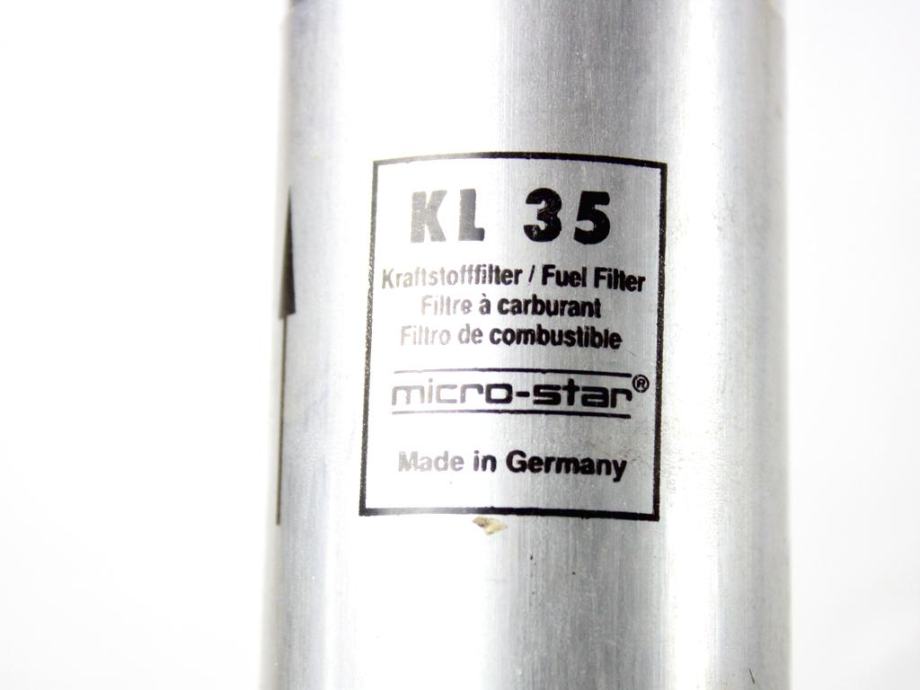 KL 35
Kraftstofffilter / Fuel Filter
Filtre à carburant
Filtro de combustible
micro-star®
Made in Germany